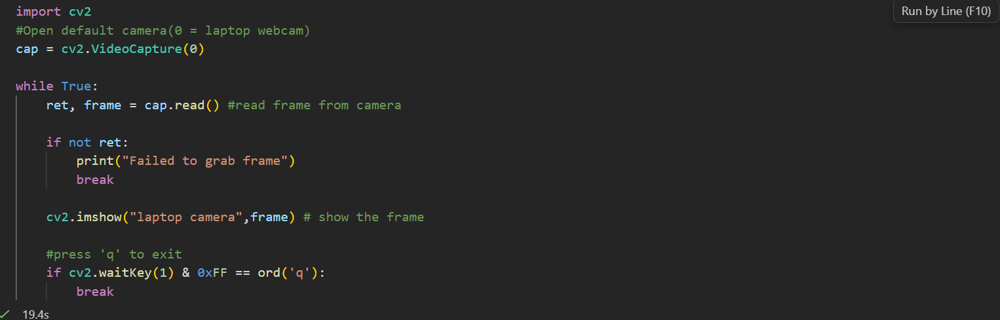 import cv2
Run by Line (F10)
#Open default camera(0 = laptop webcam)
cap = cv2.VideoCapture(0)
while True:
    ret, frame = cap.read() #read frame from camera
    if not ret:
        print("Failed to grab frame")
        break
    cv2.imshow("laptop camera",frame) # show the frame
    #press 'q' to exit
    if cv2.waitKey(1) & 0xFF == ord('q'):
        break
19.4s